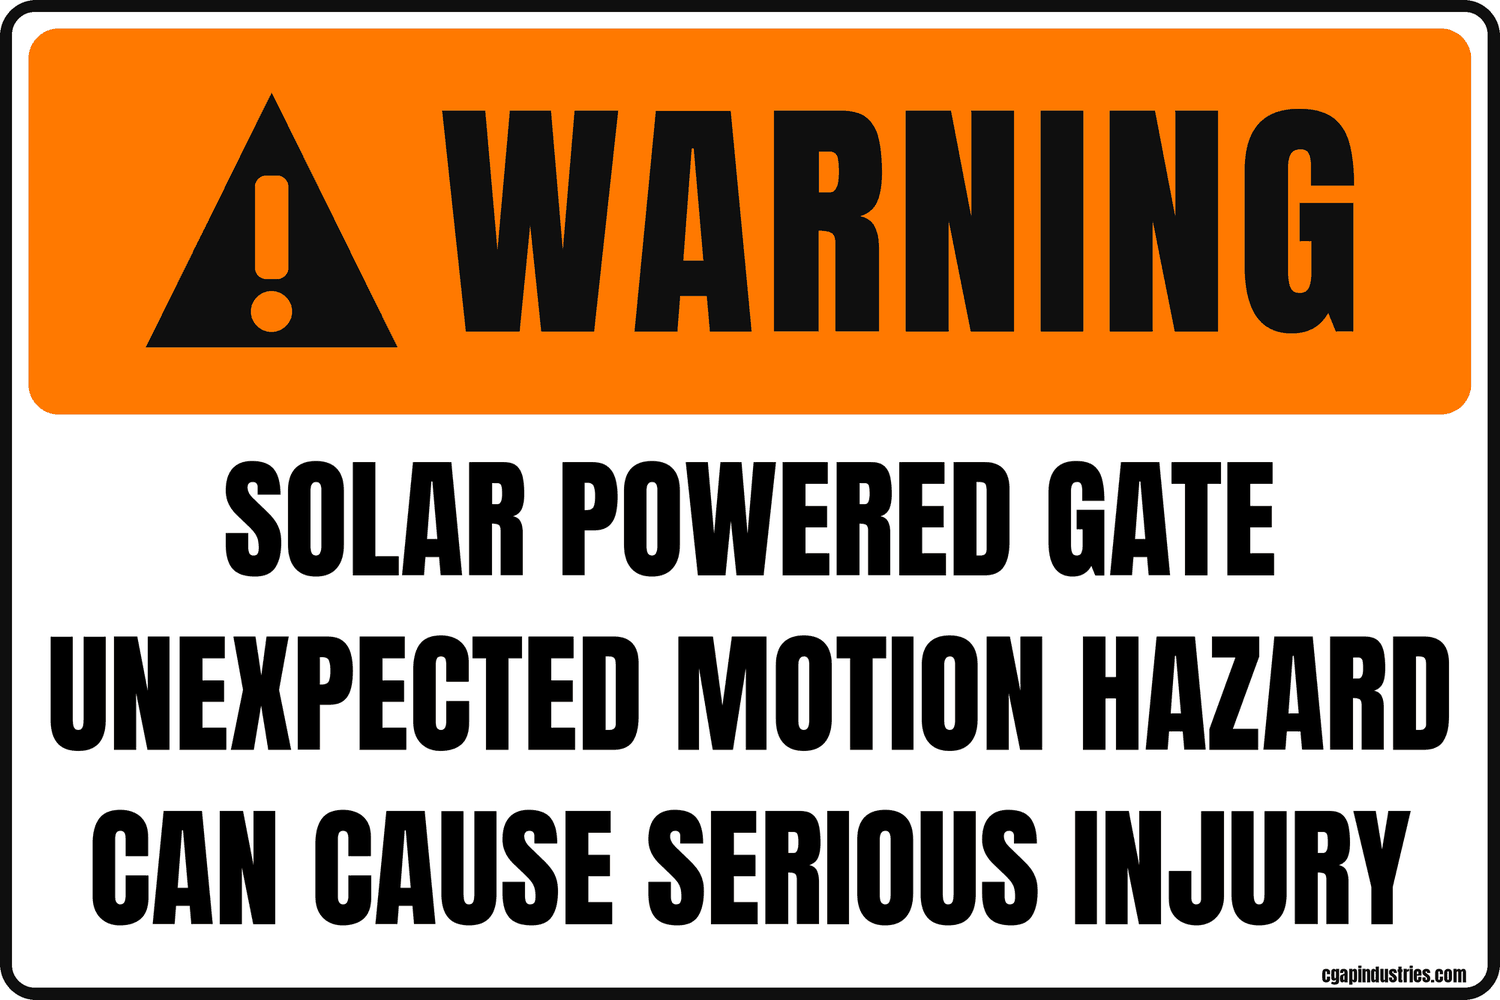 WARNING
SOLAR POWERED GATE
UNEXPECTED MOTION HAZARD
CAN CAUSE SERIOUS INJURY
cgapindustries.com